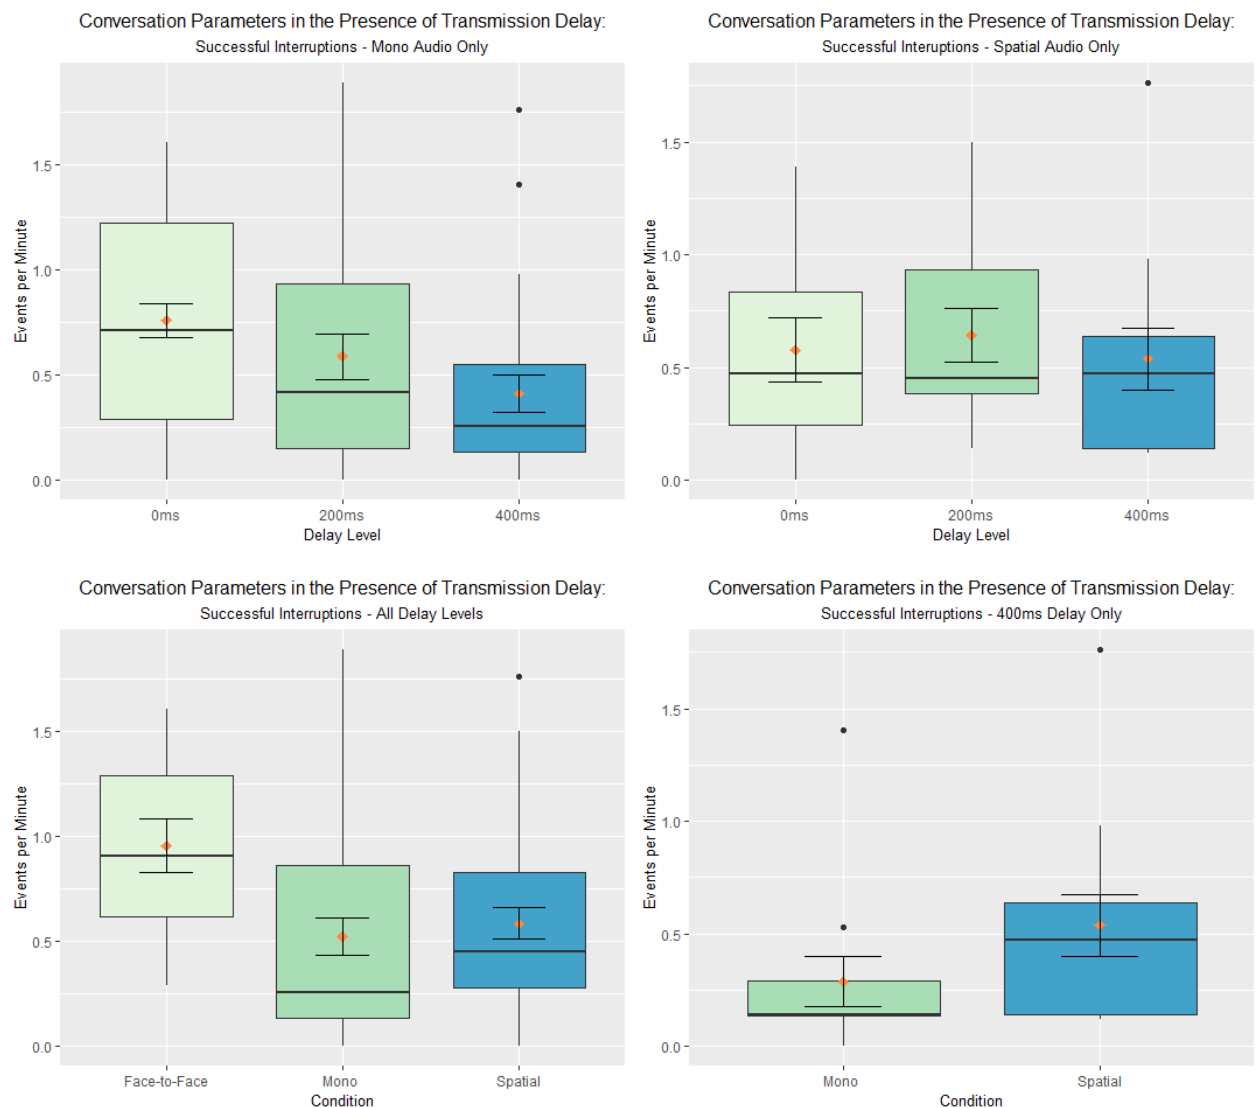 Conversation Parameters in the Presence of Transmission Delay:
Successful Interruptions - Mono Audio Only
Events per Minute
1.5
1.0
0.5
0.0
0ms
200ms
400ms
Delay Level
Conversation Parameters in the Presence of Transmission Delay:
Successful Interruptions - Spatial Audio Only
Events per Minute
1.5
1.0
0.5
0.0
0ms
200ms
400ms
Delay Level
Conversation Parameters in the Presence of Transmission Delay:
Successful Interruptions - All Delay Levels
Events per Minute
1.5
1.0
0.5
0.0
Face-to-Face
Mono
Spatial
Condition
Conversation Parameters in the Presence of Transmission Delay:
Successful Interruptions - 400ms Delay Only
Events per Minute
1.5
1.0
0.5
0.0
Mono
Spatial
Condition